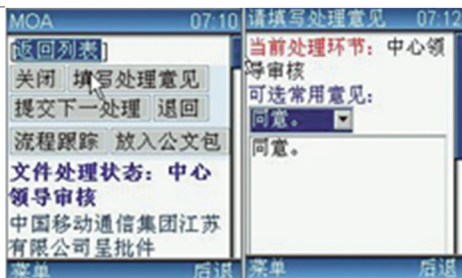 MOA 07:10
[返回列表]
关闭 填写处理意见
提交下一处理 退回
流程跟踪 放入公文包
文件处理状态：中心
领导审核
中国移动通信集团江苏
有限公司呈批件
菜单 后退
请填写处理意见 07:12
当前处理环节：中心领
导审核
可选常用意见：
同意。
同意。
菜单 后退